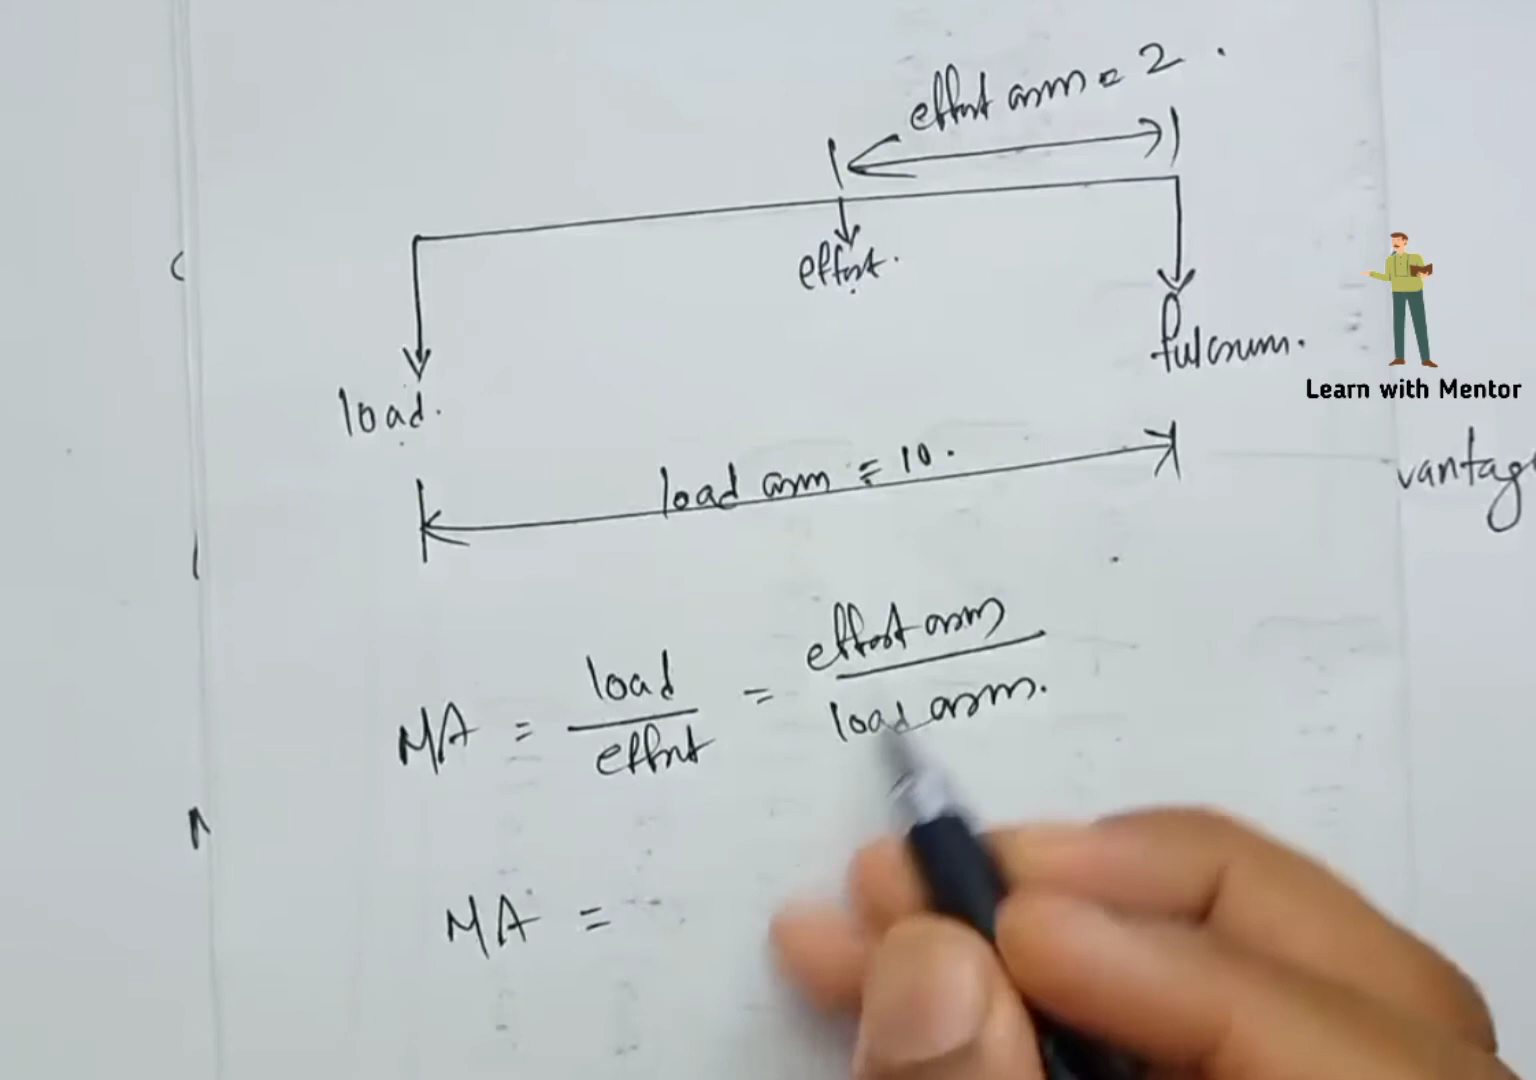 effort arm = 2.
effort.
fulcrum.
load.
Learn with Mentor
load arm = 10.
vantag
MA = load / effort = effort arm / load arm.
MA =